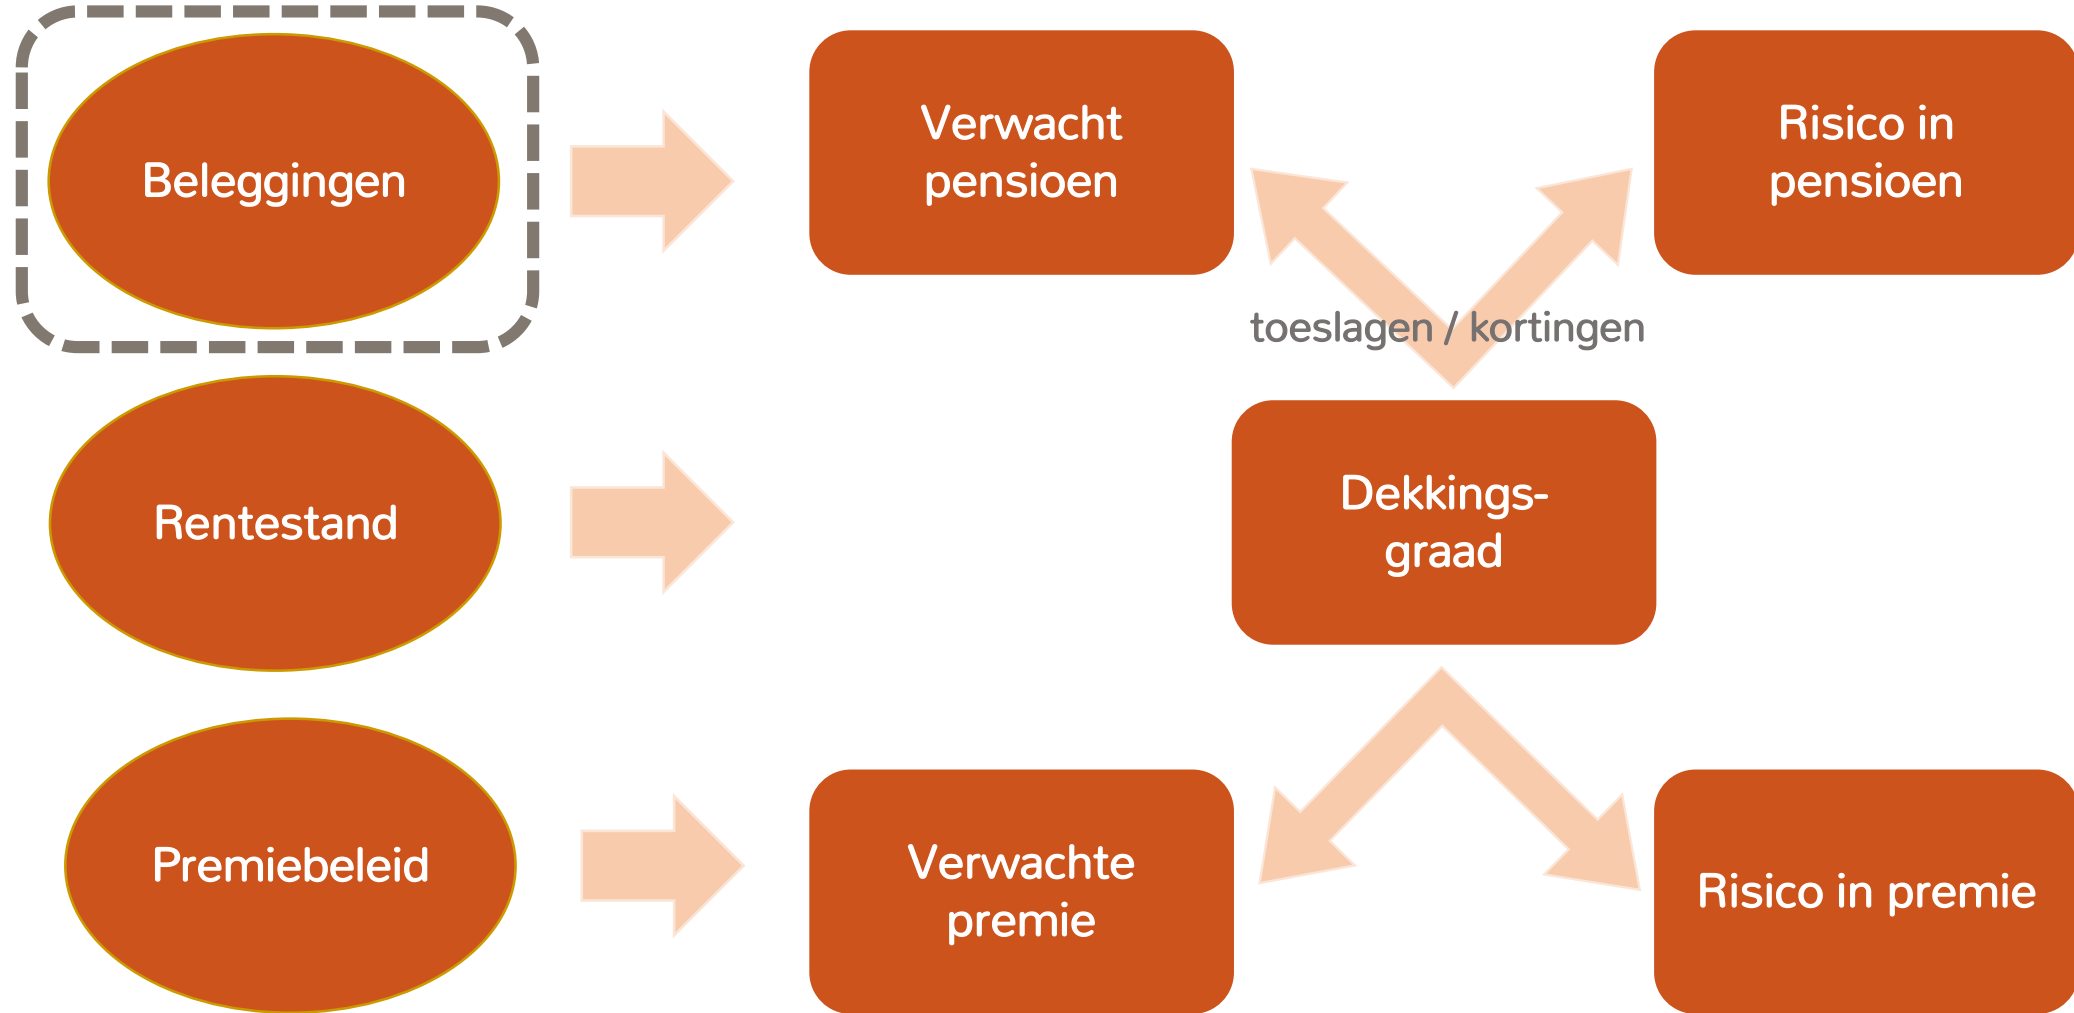 Beleggingen
Verwacht
pensioen
Risico in
pensioen
toeslagen / kortingen
Rentestand
Dekkings-
graad
Premiebeleid
Verwachte
premie
Risico in premie